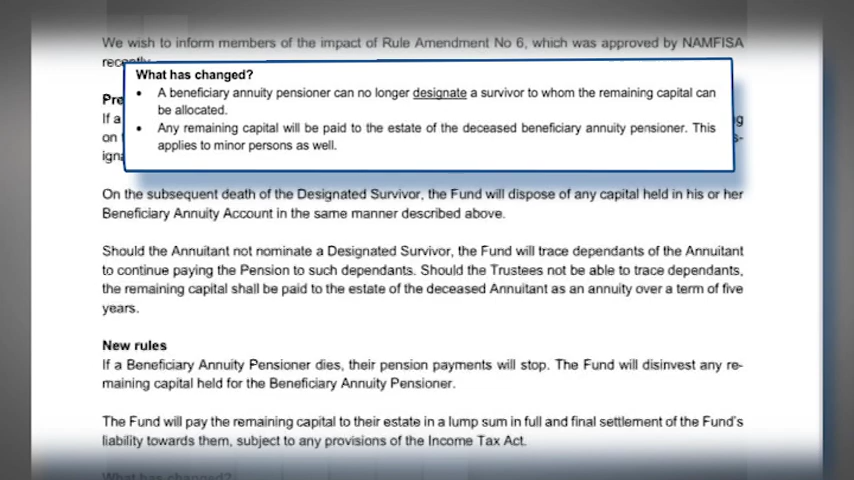 We wish to inform members of the impact of Rule Amendment No 6, which was approved by NAMFISA
recently.
What has changed?
• A beneficiary annuity pensioner can no longer designate a survivor to whom the remaining capital can
be allocated.
• Any remaining capital will be paid to the estate of the deceased beneficiary annuity pensioner. This
applies to minor persons as well.
On the subsequent death of the Designated Survivor, the Fund will dispose of any capital held in his or her
Beneficiary Annuity Account in the same manner described above.
Should the Annuitant not nominate a Designated Survivor, the Fund will trace dependants of the Annuitant
to continue paying the Pension to such dependants. Should the Trustees not be able to trace dependants,
the remaining capital shall be paid to the estate of the deceased Annuitant as an annuity over a term of five
years.
New rules
If a Beneficiary Annuity Pensioner dies, their pension payments will stop. The Fund will disinvest any re-
maining capital held for the Beneficiary Annuity Pensioner.
The Fund will pay the remaining capital to their estate in a lump sum in full and final settlement of the Fund's
liability towards them, subject to any provisions of the Income Tax Act.
What has changed?